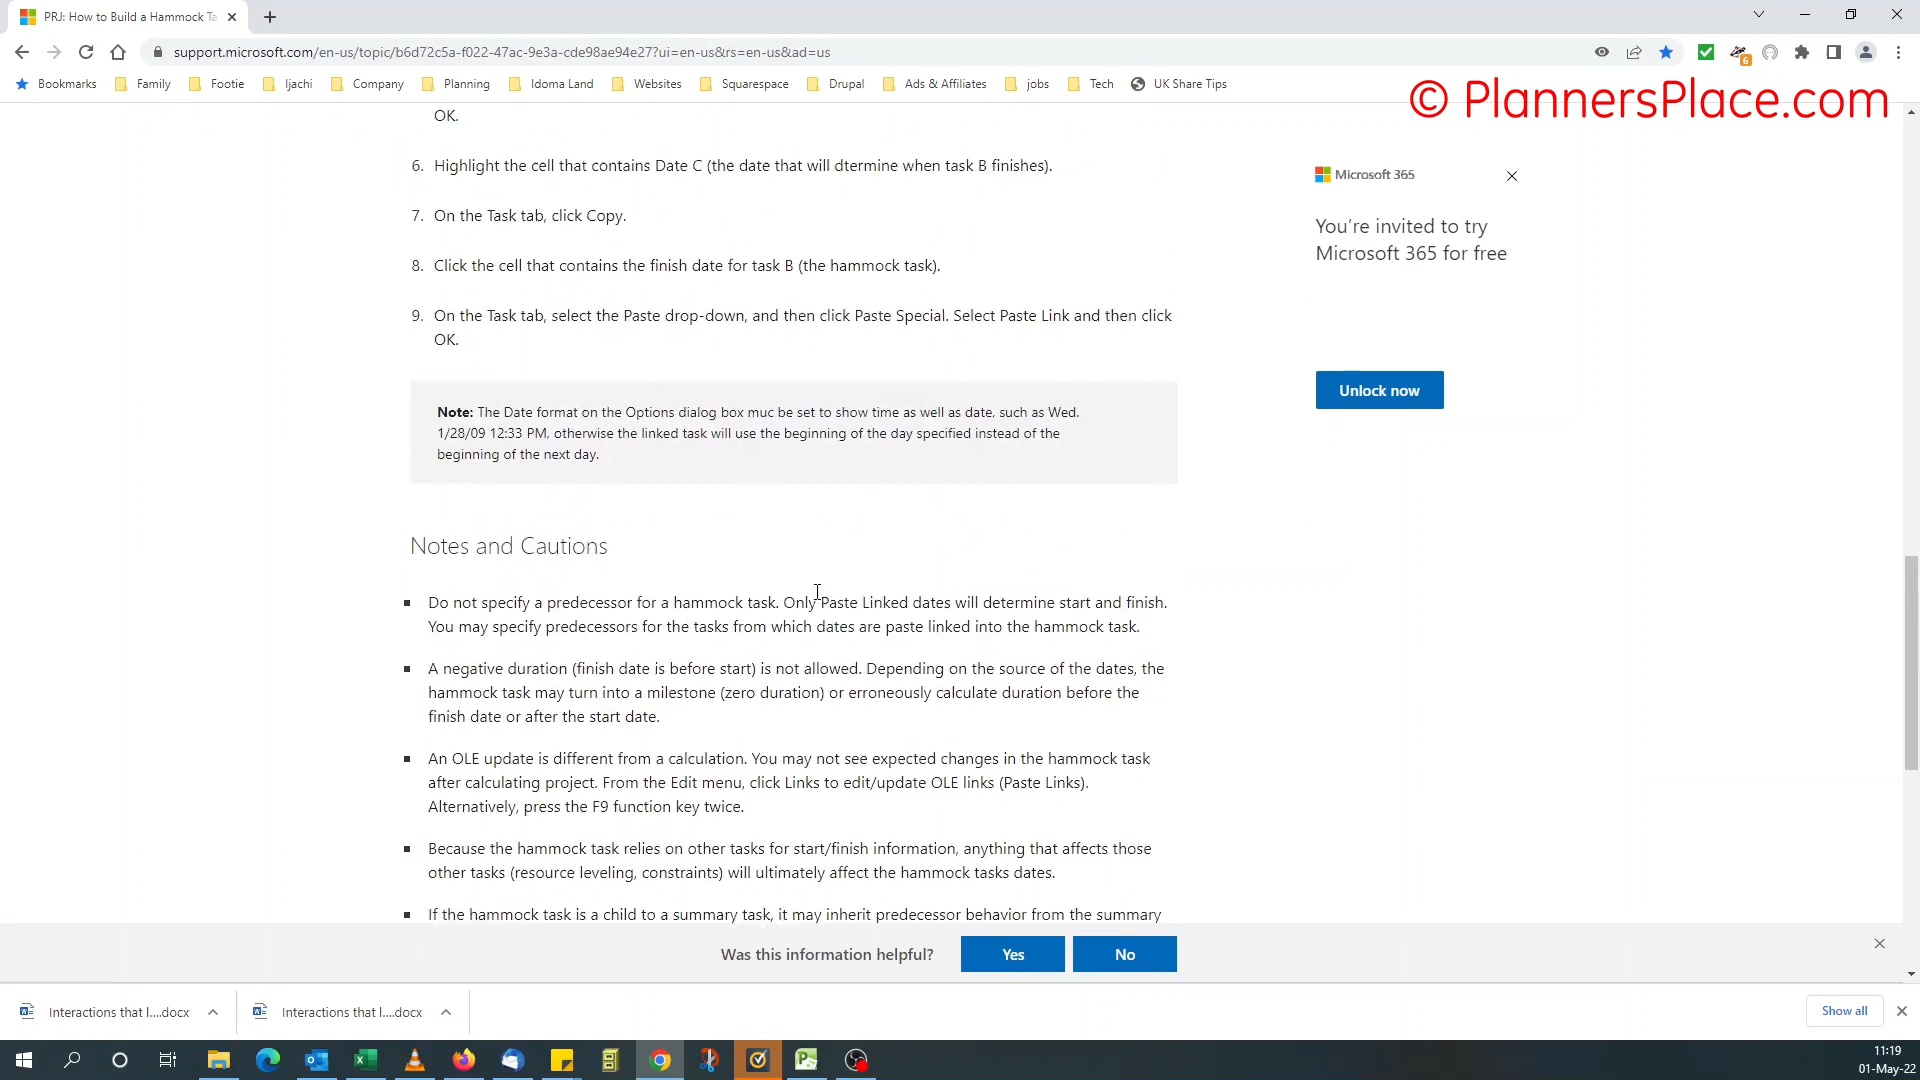 PRJ: How to Build a Hammock Ta
support.microsoft.com/en-us/topic/b6d72c5a-f022-47ac-9e3a-cde98ae94e27?ui=en-us&rs=en-us&ad=us
6
Bookmarks Family Footie Ijachi Company Planning Idoma Land Websites Squarespace Drupal Ads & Affiliates jobs Tech UK Share Tips
© PlannersPlace.com
OK.
6. Highlight the cell that contains Date C (the date that will dtermine when task B finishes).
7. On the Task tab, click Copy.
8. Click the cell that contains the finish date for task B (the hammock task).
9. On the Task tab, select the Paste drop-down, and then click Paste Special. Select Paste Link and then click
OK.
Note: The Date format on the Options dialog box muc be set to show time as well as date, such as Wed.
1/28/09 12:33 PM, otherwise the linked task will use the beginning of the day specified instead of the
beginning of the next day.
Notes and Cautions
Do not specify a predecessor for a hammock task. Only Paste Linked dates will determine start and finish.
You may specify predecessors for the tasks from which dates are paste linked into the hammock task.
A negative duration (finish date is before start) is not allowed. Depending on the source of the dates, the
hammock task may turn into a milestone (zero duration) or erroneously calculate duration before the
finish date or after the start date.
An OLE update is different from a calculation. You may not see expected changes in the hammock task
after calculating project. From the Edit menu, click Links to edit/update OLE links (Paste Links).
Alternatively, press the F9 function key twice.
Because the hammock task relies on other tasks for start/finish information, anything that affects those
other tasks (resource leveling, constraints) will ultimately affect the hammock tasks dates.
If the hammock task is a child to a summary task, it may inherit predecessor behavior from the summary
Microsoft 365
You're invited to try
Microsoft 365 for free
Unlock now
Was this information helpful? Yes No
Interactions that l....docx Interactions that l....docx Show all
11:19
01-May-22